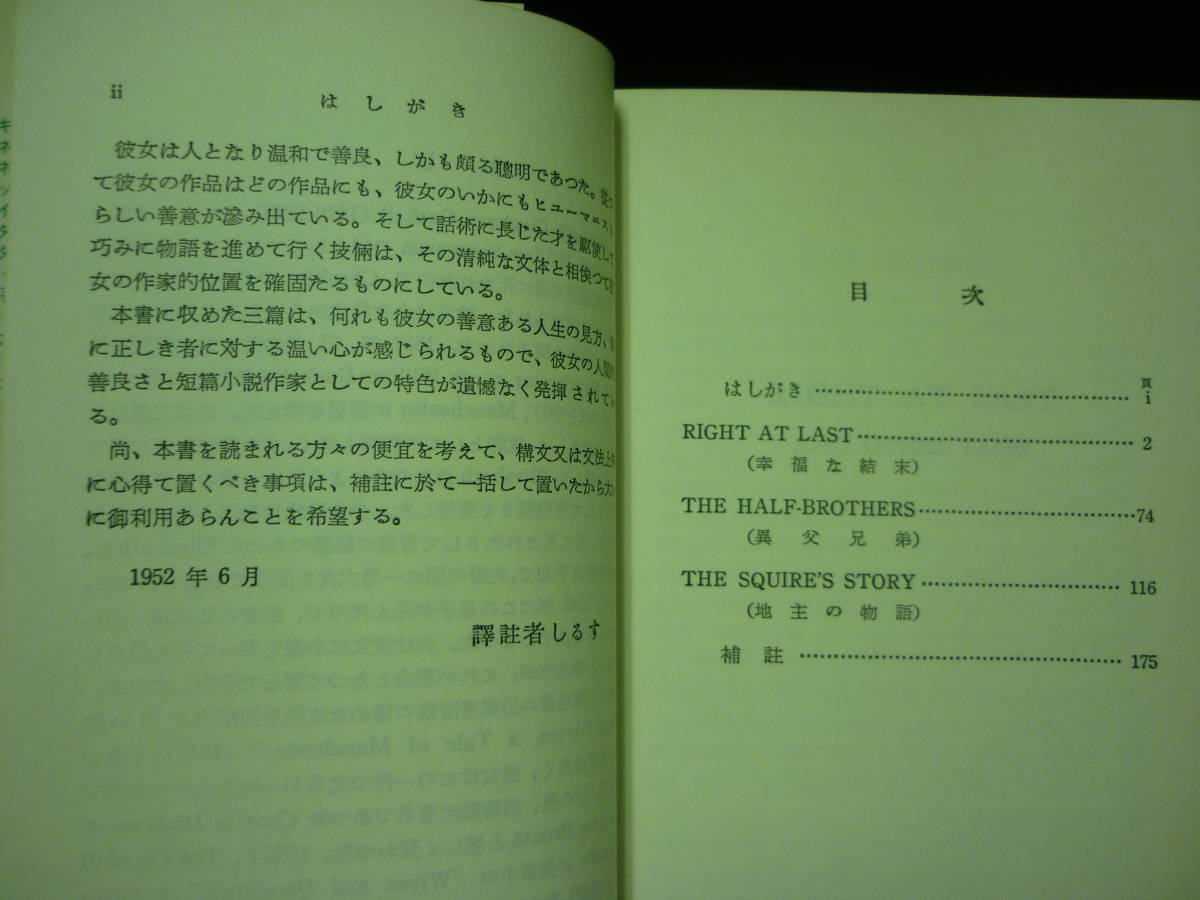 ii
はしがき
彼女は人となり温和で善良、しかも頗る聰明であつた。從つ
て彼女の作品はどの作品にも、彼女のいかにもヒューマニスト
らしい善意が滲み出ている。そして話術に長じた才を駆使して
巧みに物語を進めて行く技倆は、その清純な文体と相俟つて
女の作家的位置を確固たるものにしている。
本書に収めた三篇は、何れも彼女の善意ある人生の見方、
に正しき者に対する温い心が感じられるもので、彼女の人間
善良さと短篇小説作家としての特色が遺憾なく発揮されてい
る。
尚、本書を読まれる方々の便宜を考えて、構文又は文法上
に心得て置くべき事項は、補註に於て一括して置いたから大
に御利用あらんことを希望する。
1952 年 6 月
譯註者しるす
目 次
頁
はしがき …… i
RIGHT AT LAST …… 2
(幸福な結末)
THE HALF-BROTHERS …… 74
(異父兄弟)
THE SQUIRE'S STORY …… 116
(地主の物語)
補註 …… 175